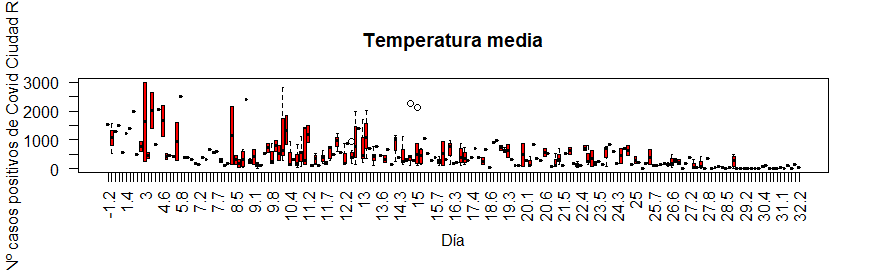 Temperatura media
Nº casos positivos de Covid Ciudad R
3000
2000
1000
0
-1.2 1.4 3 4.6 5.8 7.2 7.7 8.5 9.1 9.8 10.4 11.2 11.7 12.2 13 13.6 14.3 15 15.7 16.3 17.4 18.6 19.3 20.1 20.6 21.5 22.4 23.5 24.3 25 25.7 26.6 27.2 27.8 28.5 29.2 30.4 31.1 32.2
Día